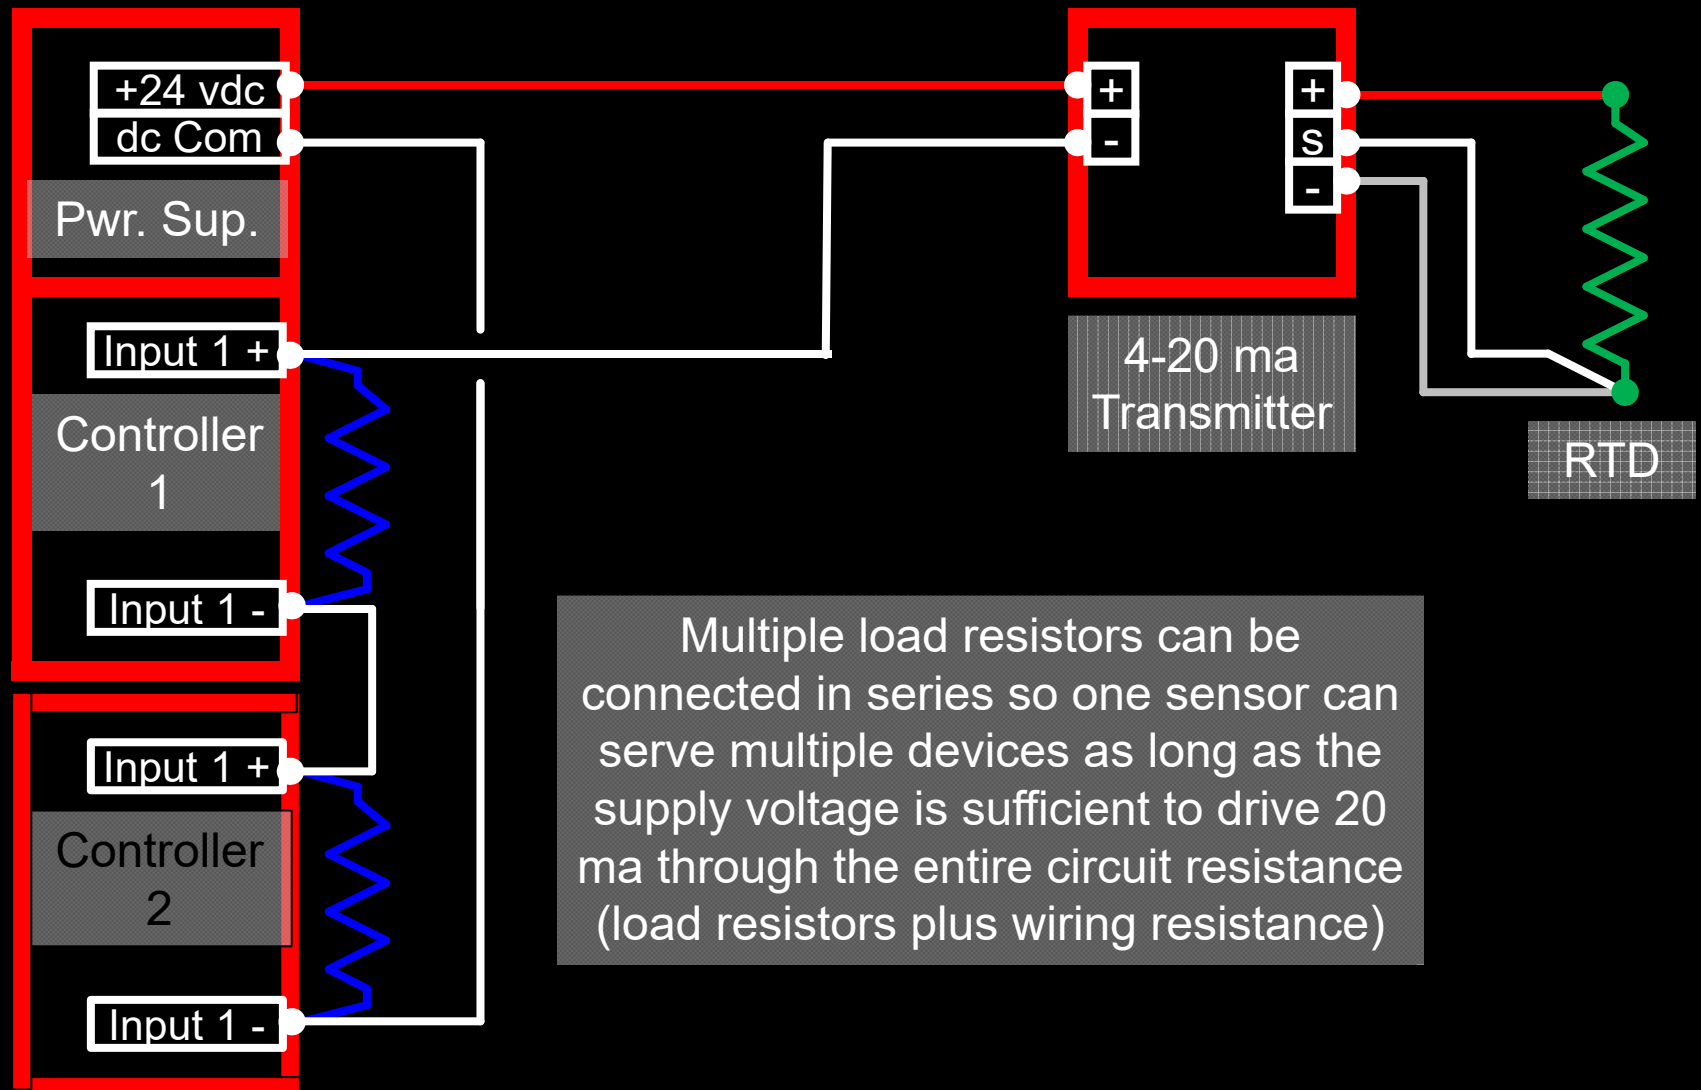 +24 vdc
dc Com
Pwr. Sup.
Input 1 +
Controller
1
Input 1 -
Input 1 +
Controller
2
Input 1 -
+
-
+
s
-
4-20 ma
Transmitter
RTD
Multiple load resistors can be
connected in series so one sensor can
serve multiple devices as long as the
supply voltage is sufficient to drive 20
ma through the entire circuit resistance
(load resistors plus wiring resistance)